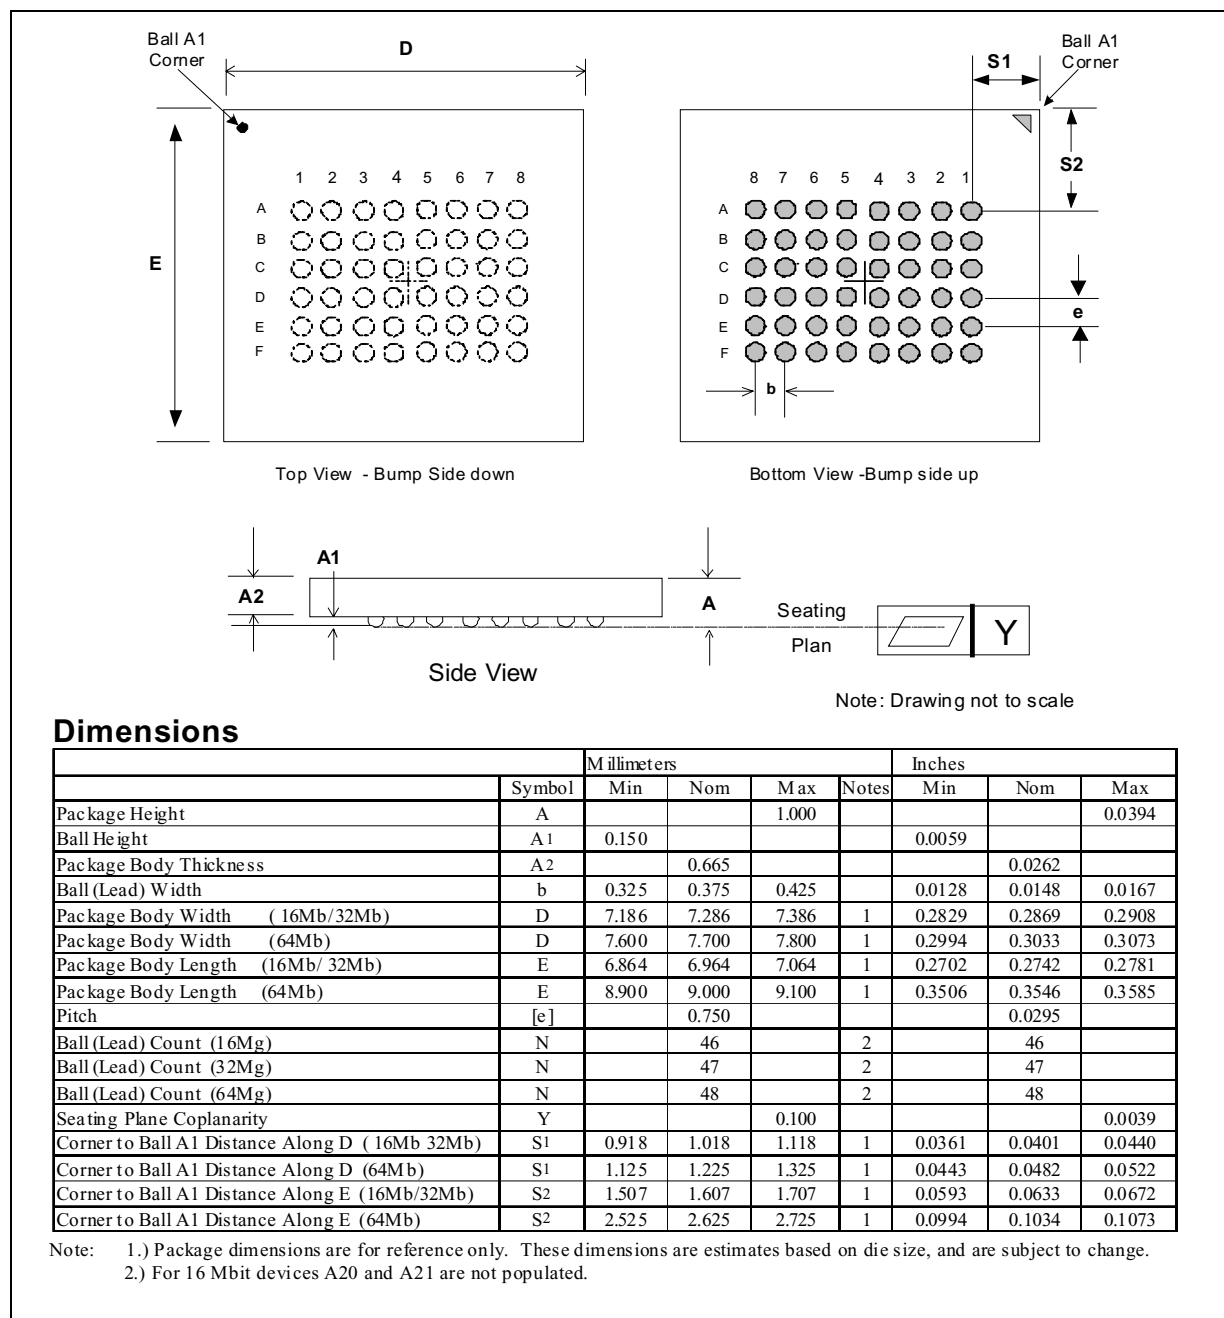 Ball A1
Corner
D
E
1 2 3 4 5 6 7 8
A
B
C
D
E
F
Top View - Bump Side down
Ball A1
Corner
S1
S2
8 7 6 5 4 3 2 1
A
B
C
D
E
F
e
b
Bottom View -Bump side up
A1
A2
A
Seating
Plan
Y
Side View
Note: Drawing not to scale
Dimensions
Millimeters Inches
Symbol Min Nom Max Notes Min Nom Max
Package Height A 1.000 0.0394
Ball Height A1 0.150 0.0059
Package Body Thickness A2 0.665 0.0262
Ball (Lead) Width b 0.325 0.375 0.425 0.0128 0.0148 0.0167
Package Body Width ( 16Mb/32Mb) D 7.186 7.286 7.386 1 0.2829 0.2869 0.2908
Package Body Width (64Mb) D 7.600 7.700 7.800 1 0.2994 0.3033 0.3073
Package Body Length (16Mb/ 32Mb) E 6.864 6.964 7.064 1 0.2702 0.2742 0.2781
Package Body Length (64Mb) E 8.900 9.000 9.100 1 0.3506 0.3546 0.3585
Pitch [e] 0.750 0.0295
Ball (Lead) Count (16Mg) N 46 2 46
Ball (Lead) Count (32Mg) N 47 2 47
Ball (Lead) Count (64Mg) N 48 2 48
Seating Plane Coplanarity Y 0.100 0.0039
Corner to Ball A1 Distance Along D ( 16Mb 32Mb) S1 0.918 1.018 1.118 1 0.0361 0.0401 0.0440
Corner to Ball A1 Distance Along D (64Mb) S1 1.125 1.225 1.325 1 0.0443 0.0482 0.0522
Corner to Ball A1 Distance Along E (16Mb/32Mb) S2 1.507 1.607 1.707 1 0.0593 0.0633 0.0672
Corner to Ball A1 Distance Along E (64Mb) S2 2.525 2.625 2.725 1 0.0994 0.1034 0.1073
Note: 1.) Package dimensions are for reference only. These dimensions are estimates based on die size, and are subject to change.
2.) For 16 Mbit devices A20 and A21 are not populated.